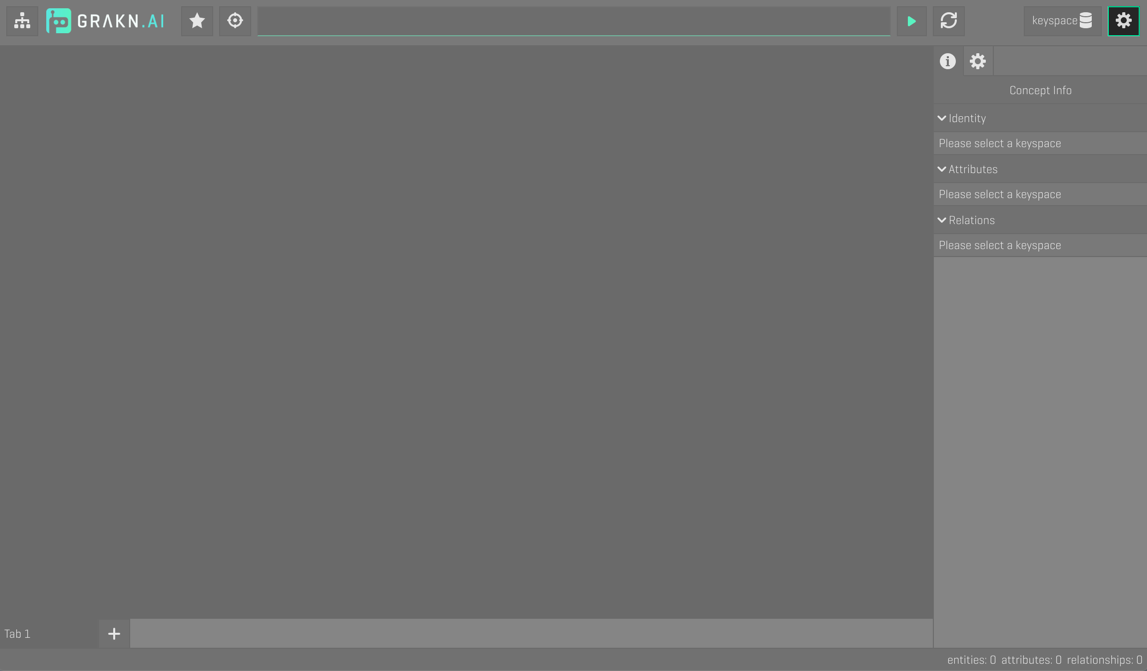 GRAKN.AI
keyspace
Concept Info
Identity
Please select a keyspace
Attributes
Please select a keyspace
Relations
Please select a keyspace
Tab 1
entities: 0 attributes: 0 relationships: 0